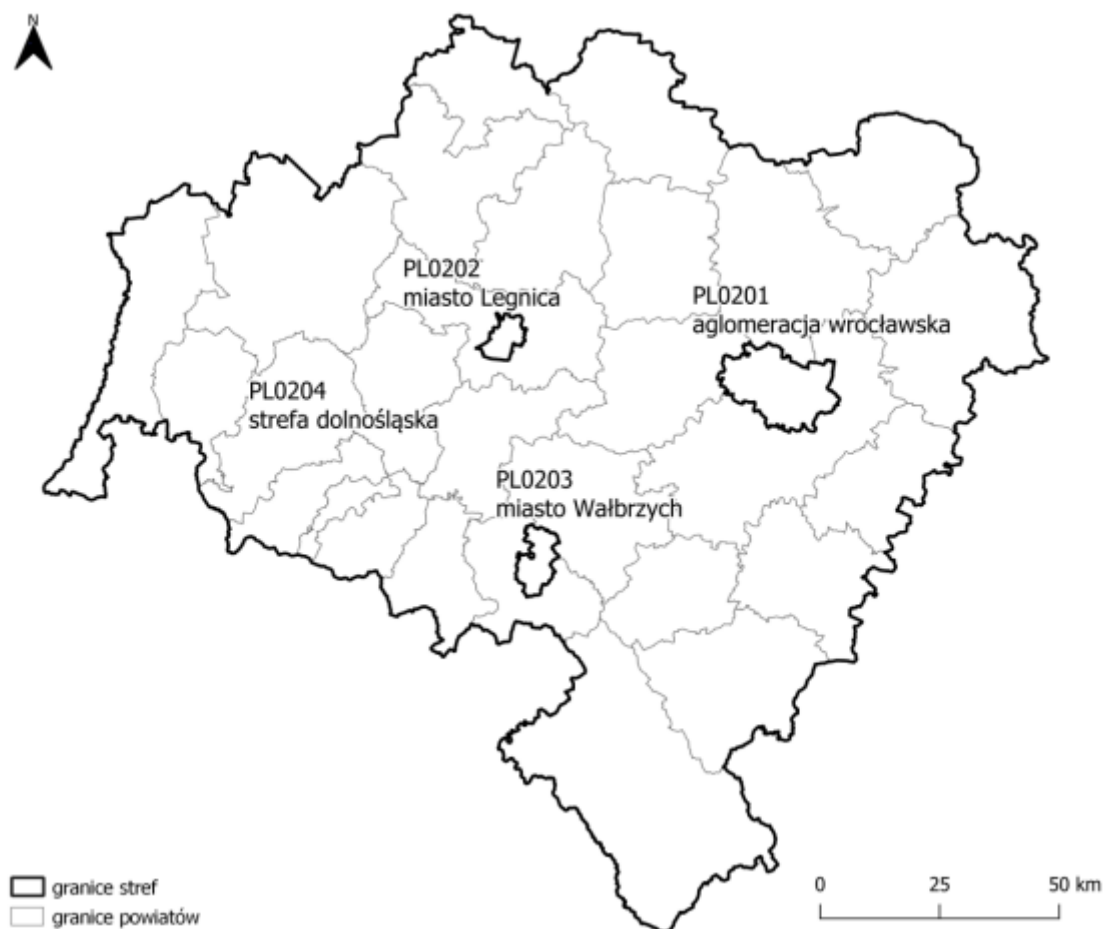 N
PL0202
miasto Legnica
PL0201
aglomeracja wrocławska
PL0204
strefa dolnośląska
PL0203
miasto Wałbrzych
granice stref
granice powiatów
0 25 50 km